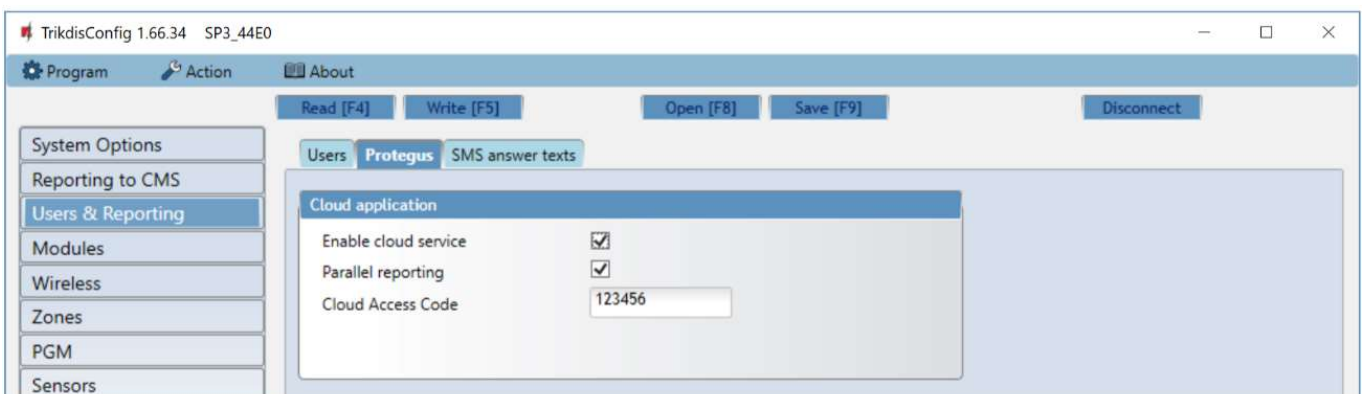 TrikdisConfig 1.66.34 SP3_44E0
Program Action About
Read [F4] Write [F5] Open [F8] Save [F9] Disconnect
System Options
Reporting to CMS
Users & Reporting
Modules
Wireless
Zones
PGM
Sensors
Users Protegus SMS answer texts
Cloud application
Enable cloud service
Parallel reporting
Cloud Access Code 123456